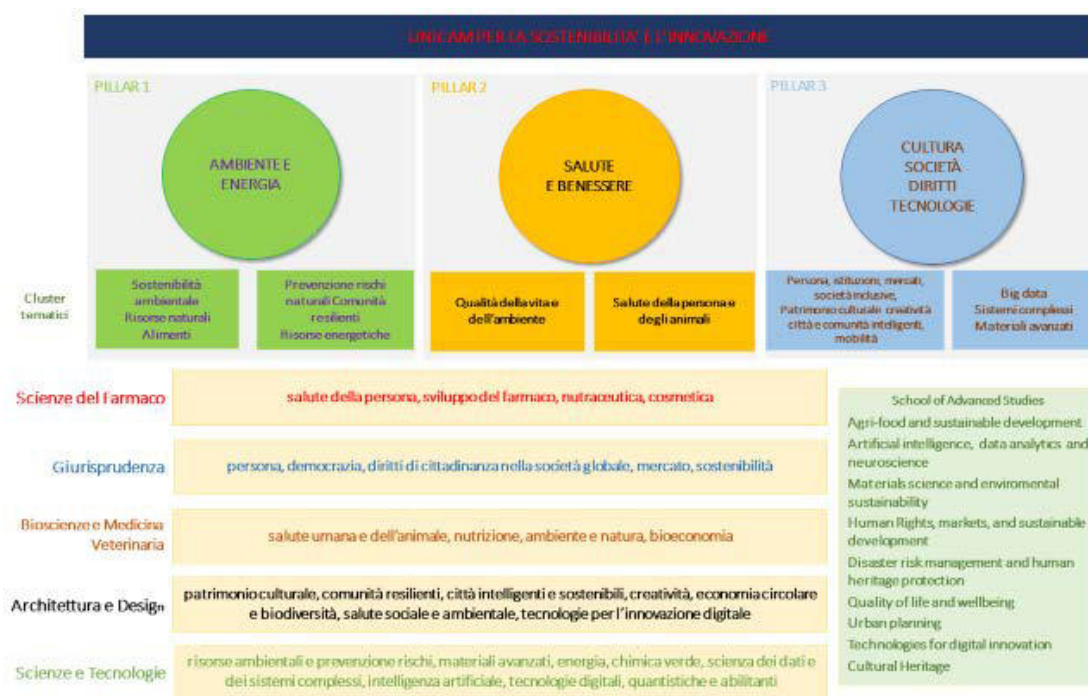 UNICAM PER LA SOSTENIBILITA' E L'INNOVAZIONE
PILLAR 1
AMBIENTE E
ENERGIA
PILLAR 2
SALUTE
E BENESSERE
PILLAR 3
CULTURA
SOCIETÀ
DIRITTI
TECNOLOGIE
Cluster
tematici
Sostenibilità
ambientale
Risorse naturali
Alimenti
Prevenzione rischi
naturali Comunità
resilienti
Risorse energetiche
Qualità della vita e
dell'ambiente
Salute della persona e
degli animali
Persona, istituzioni, mercati,
società inclusive,
Patrimonio culturale creatività
città e comunità intelligenti,
mobilità
Big data
Sistemi complessi
Materiali avanzati
Scienze del Farmaco
salute della persona, sviluppo del farmaco, nutraceutica, cosmetica
Giurisprudenza
persona, democrazia, diritti di cittadinanza nella società globale, mercato, sostenibilità
Bioscienze e Medicina
Veterinaria
salute umana e dell'animale, nutrizione, ambiente e natura, bioeconomia
Architettura e Design
patrimonio culturale, comunità resilienti, città intelligenti e sostenibili, creatività, economia circolare
e biodiversità, salute sociale e ambientale, tecnologie per l'innovazione digitale
Scienze e Tecnologie
risorse ambientali e prevenzione rischi, materiali avanzati, energia, chimica verde, scienza dei dati e
dei sistemi complessi, intelligenza artificiale, tecnologie digitali, quantistiche e abilitanti
School of Advanced Studies
Agri-food and sustainable development
Artificial intelligence, data analytics and
neuroscience
Materials science and enviromental
sustainability
Human Rights, markets, and sustainable
development
Disaster risk management and human
heritage protection
Quality of life and wellbeing
Urban planning
Technologies for digital innovation
Cultural Heritage